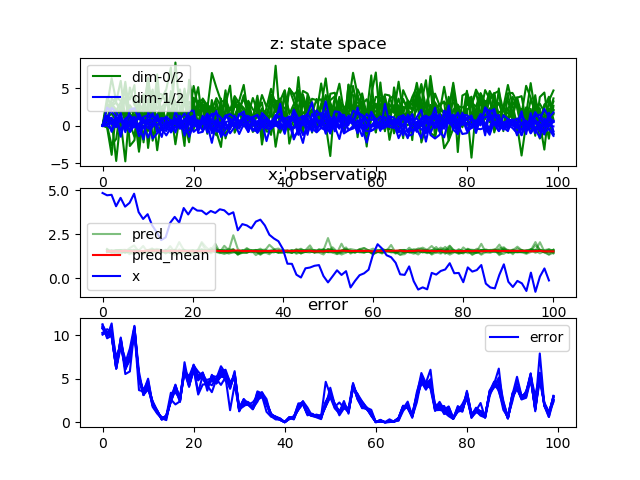 z: state space
5
0
−5
dim-0/2
dim-1/2
0 20 40 60 80 100
x: observation
5.0
2.5
0.0
pred
pred_mean
x
0 20 40 60 80 100
error
10
5
0
error
0 20 40 60 80 100